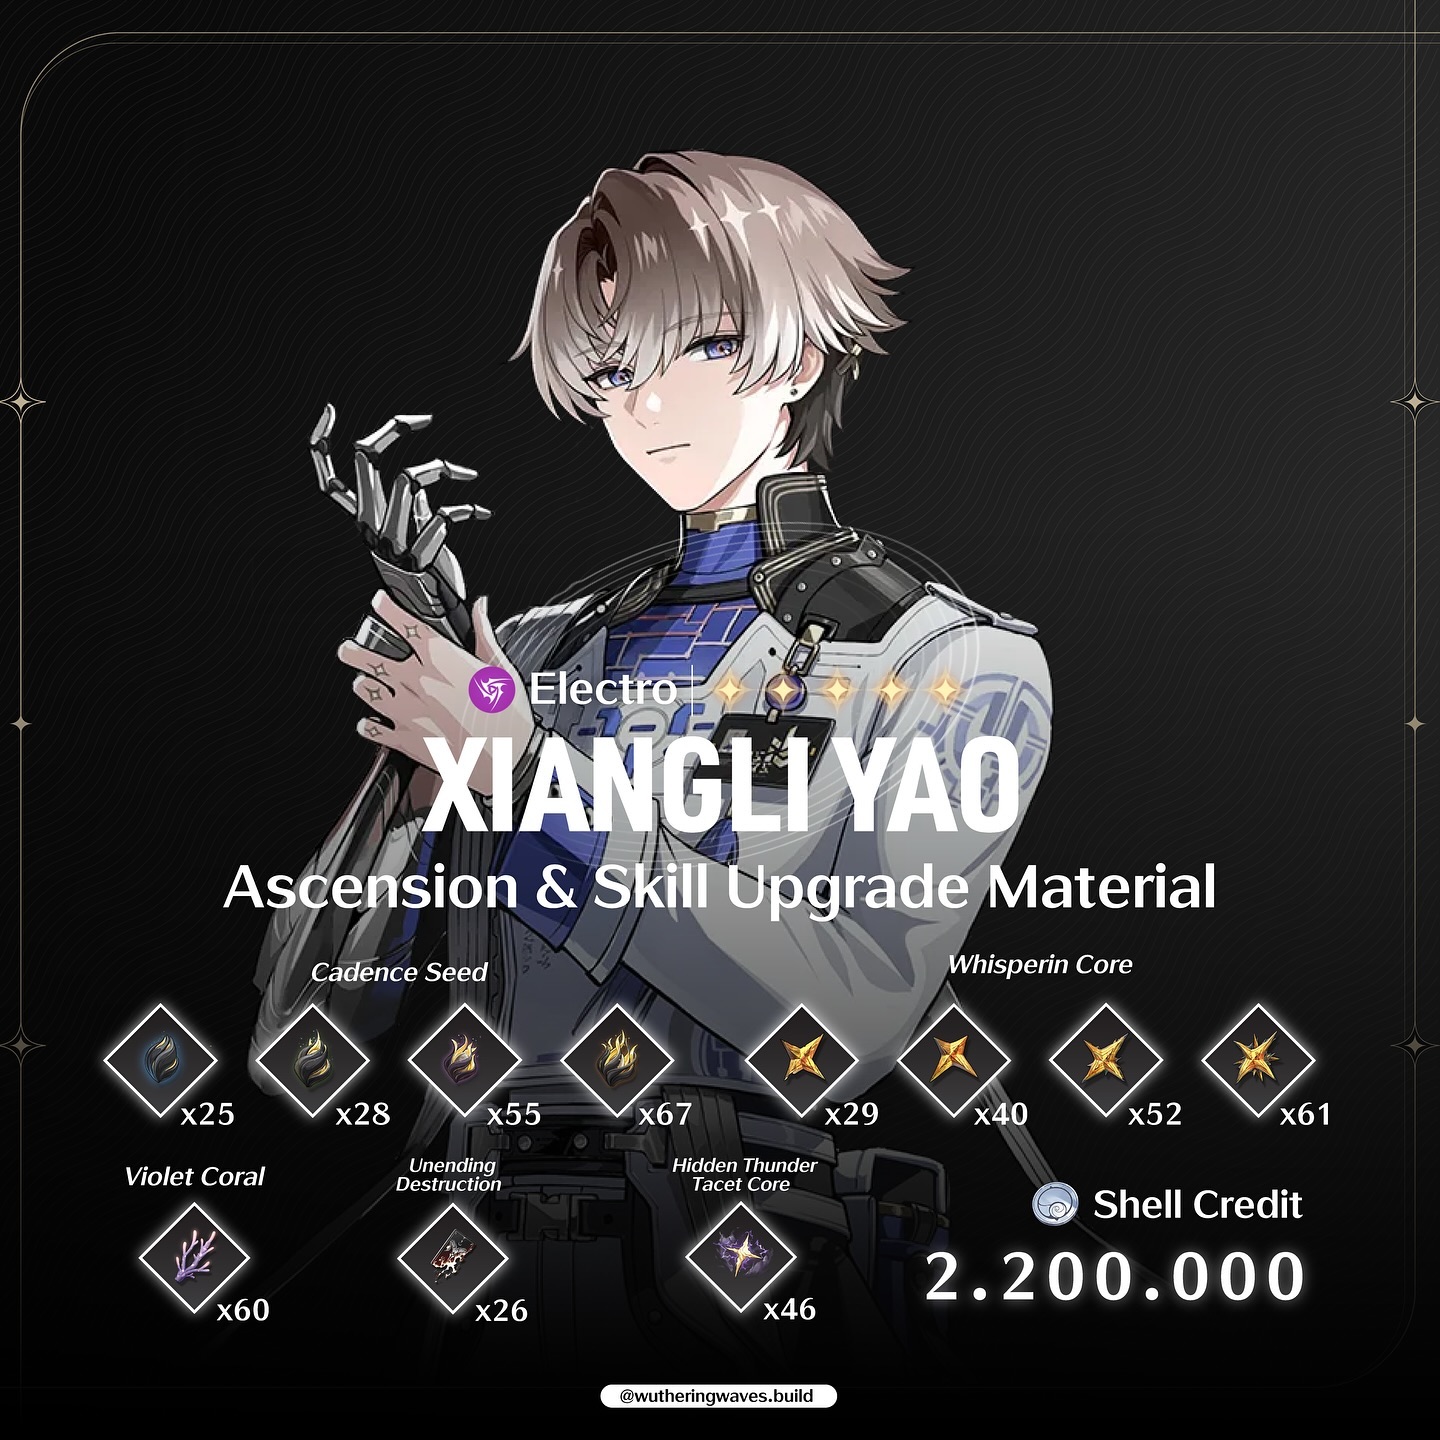 Electro
XIANGLI YAO
Ascension & Skill Upgrade Material
Cadence Seed
Whisperin Core
x25
x28
x55
x67
x29
x40
x52
x61
Violet Coral
Unending
Destruction
Hidden Thunder
Tacet Core
Shell Credit
2.200.000
x60
x26
x46
@wutheringwaves.build